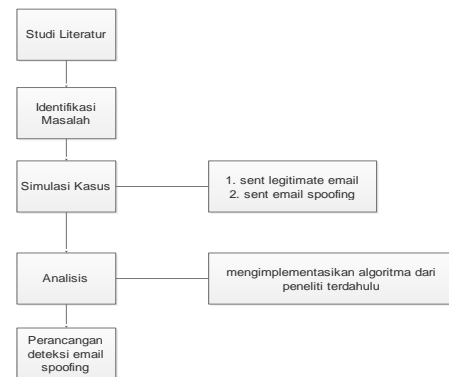 Studi Literatur
Identifikasi
Masalah
Simulasi Kasus
1. sent legitimate email
2. sent email spoofing
Analisis
mengimplementasikan algoritma dari
peneliti terdahulu
Perancangan
deteksi email
spoofing